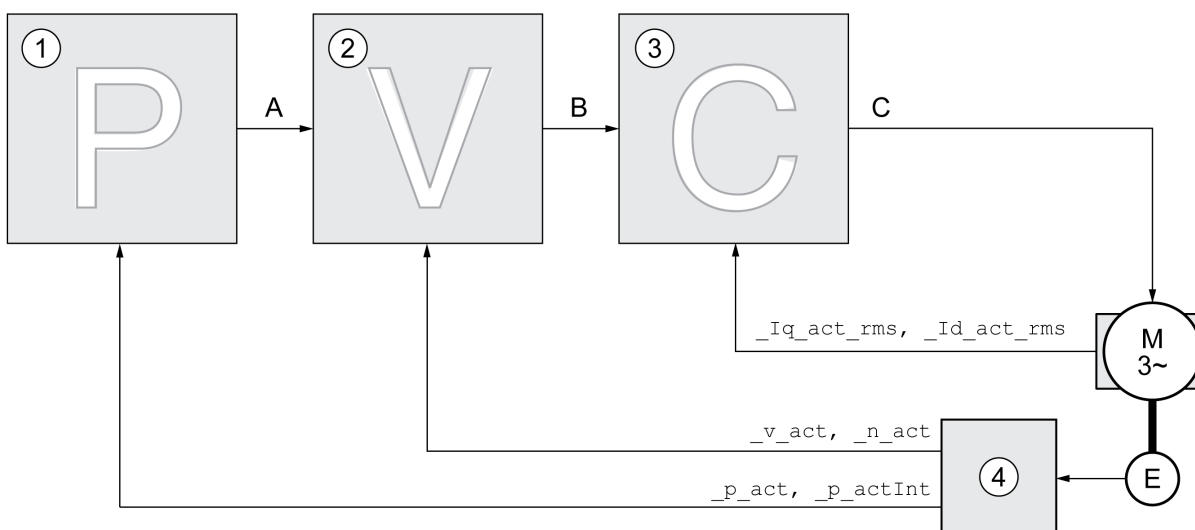 1
P
A
2
V
B
3
C
C
_Iq_act_rms, _Id_act_rms
M
3~
_v_act, _n_act
_p_act, _p_actInt
4
E